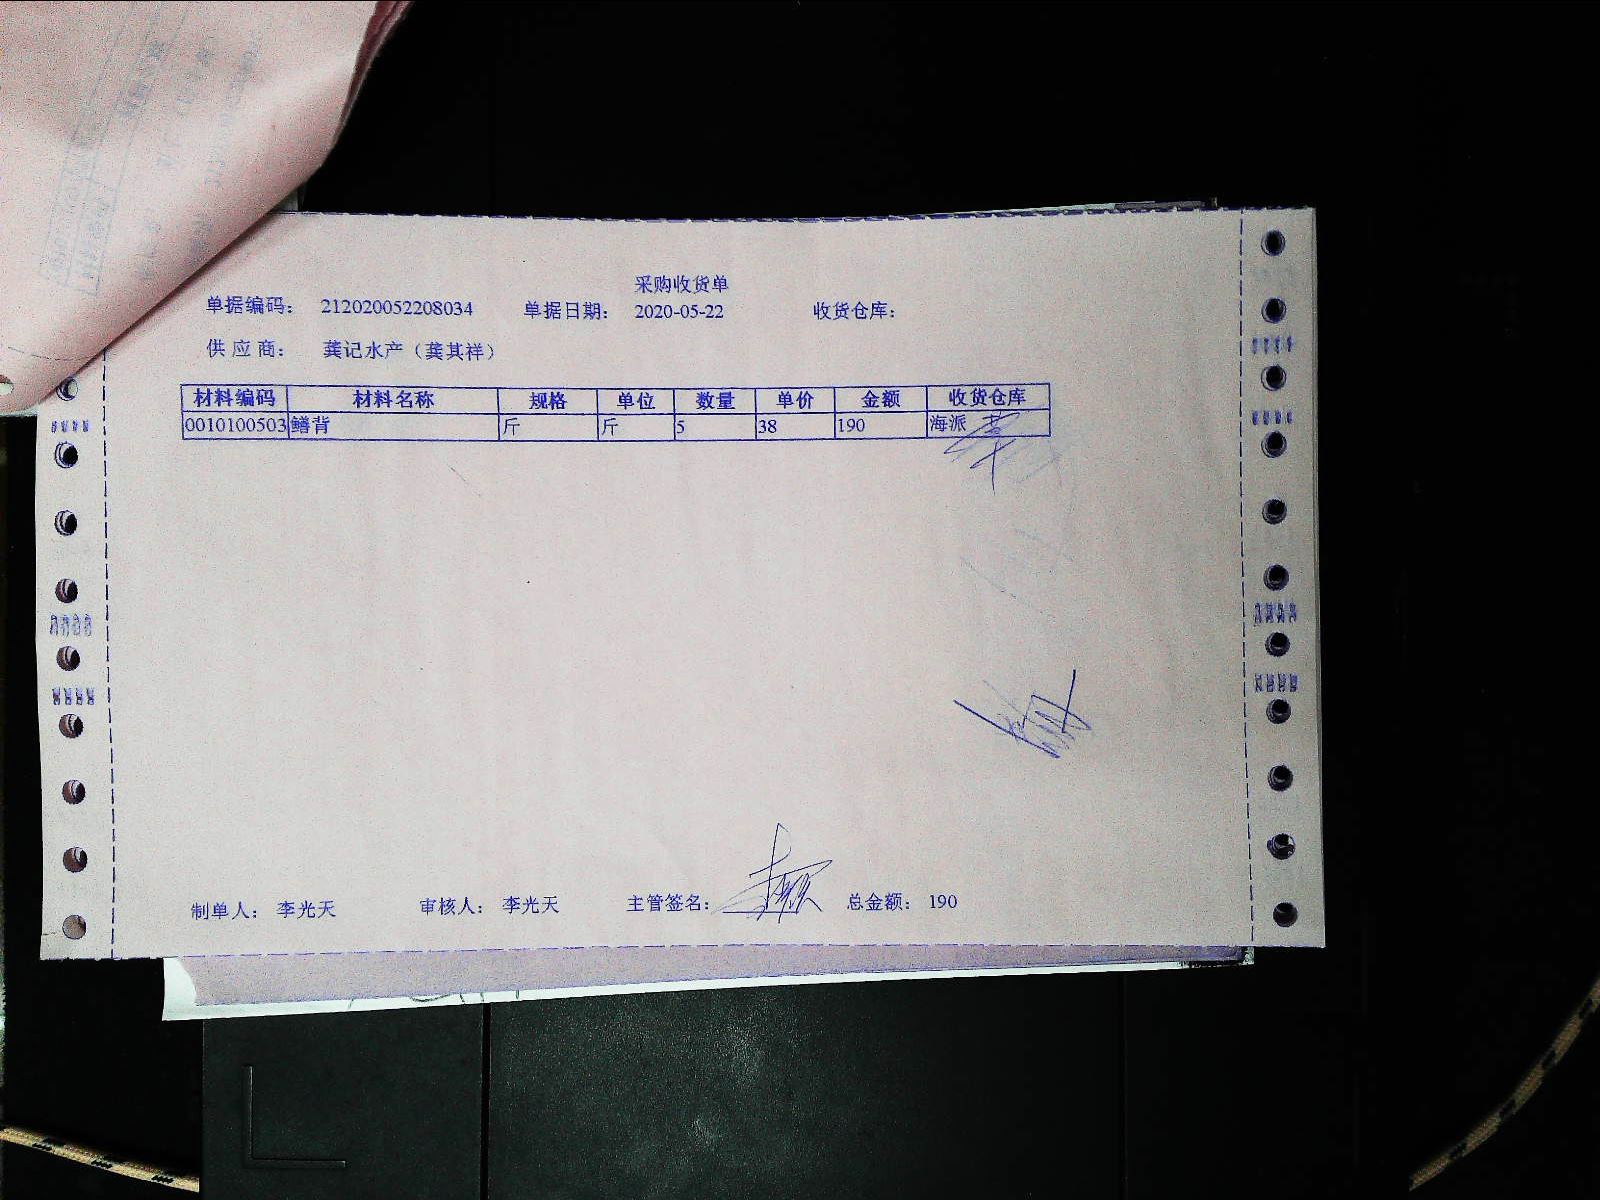 采购收货单
单据编码： 212020052208034 单据日期： 2020-05-22 收货仓库：
供 应 商： 龚记水产（龚其祥）
材料编码 材料名称 规格 单位 数量 单价 金额 收货仓库
0010100503 鳝背 斤 斤 5 38 190 海派
制单人： 李光天 审核人： 李光天 主管签名： 总金额： 190